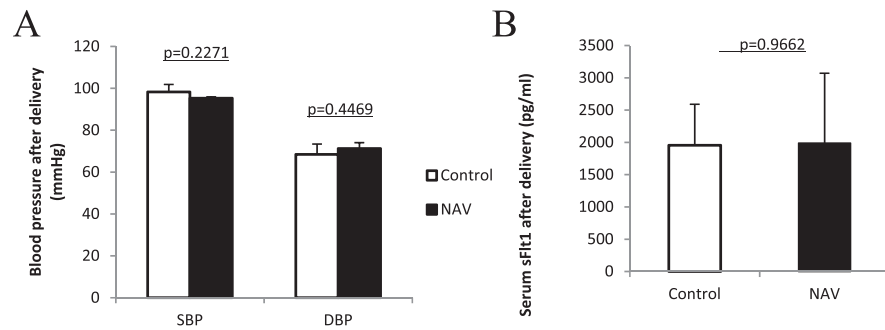 A
Blood pressure after delivery
(mmHg)
120
100
80
60
40
20
0
p=0.2271
p=0.4469
SBP
DBP
Control
NAV
B
Serum sFlt1 after delivery (pg/ml)
3500
3000
2500
2000
1500
1000
500
0
p=0.9662
Control
NAV